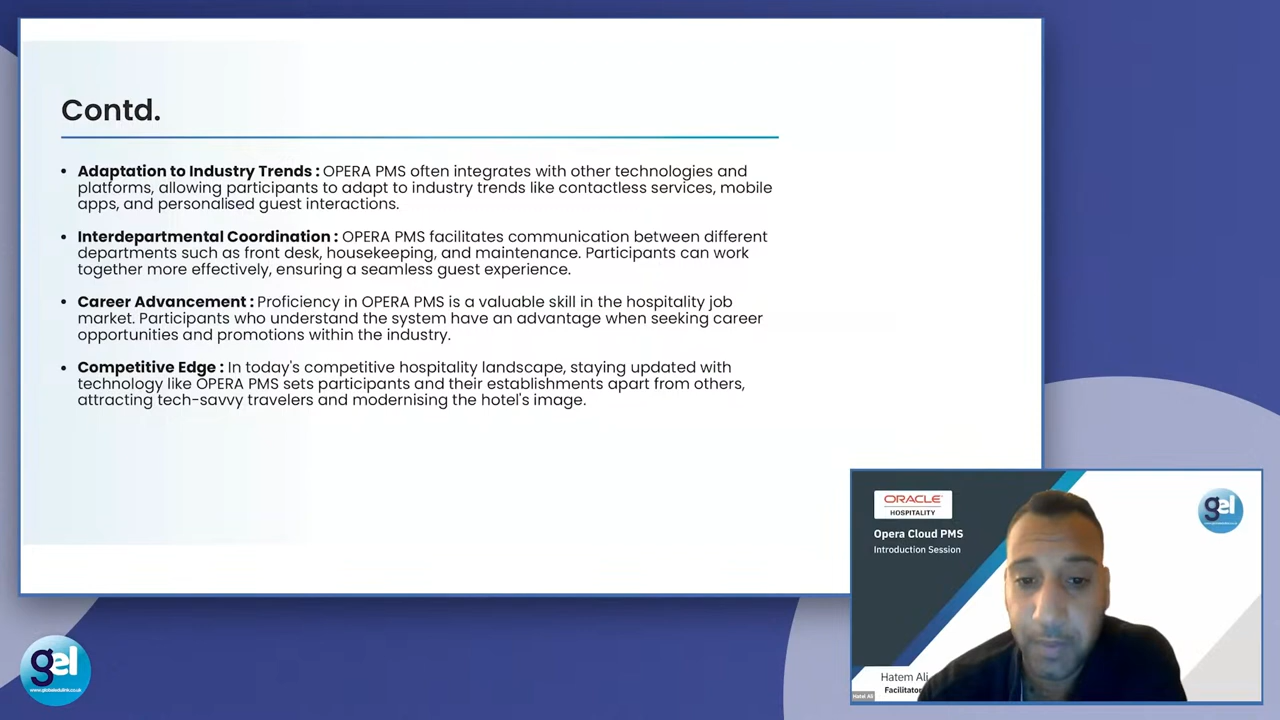 Contd.
• Adaptation to Industry Trends : OPERA PMS often integrates with other technologies and
platforms, allowing participants to adapt to industry trends like contactless services, mobile
apps, and personalised guest interactions.
• Interdepartmental Coordination : OPERA PMS facilitates communication between different
departments such as front desk, housekeeping, and maintenance. Participants can work
together more effectively, ensuring a seamless guest experience.
• Career Advancement : Proficiency in OPERA PMS is a valuable skill in the hospitality job
market. Participants who understand the system have an advantage when seeking career
opportunities and promotions within the industry.
• Competitive Edge : In today's competitive hospitality landscape, staying updated with
technology like OPERA PMS sets participants and their establishments apart from others,
attracting tech-savvy travelers and modernising the hotel's image.
ORACLE
HOSPITALITY
Opera Cloud PMS
Introduction Session
gel
Hatem Ali
Facilitator
gel
www.globaledulink.co.uk